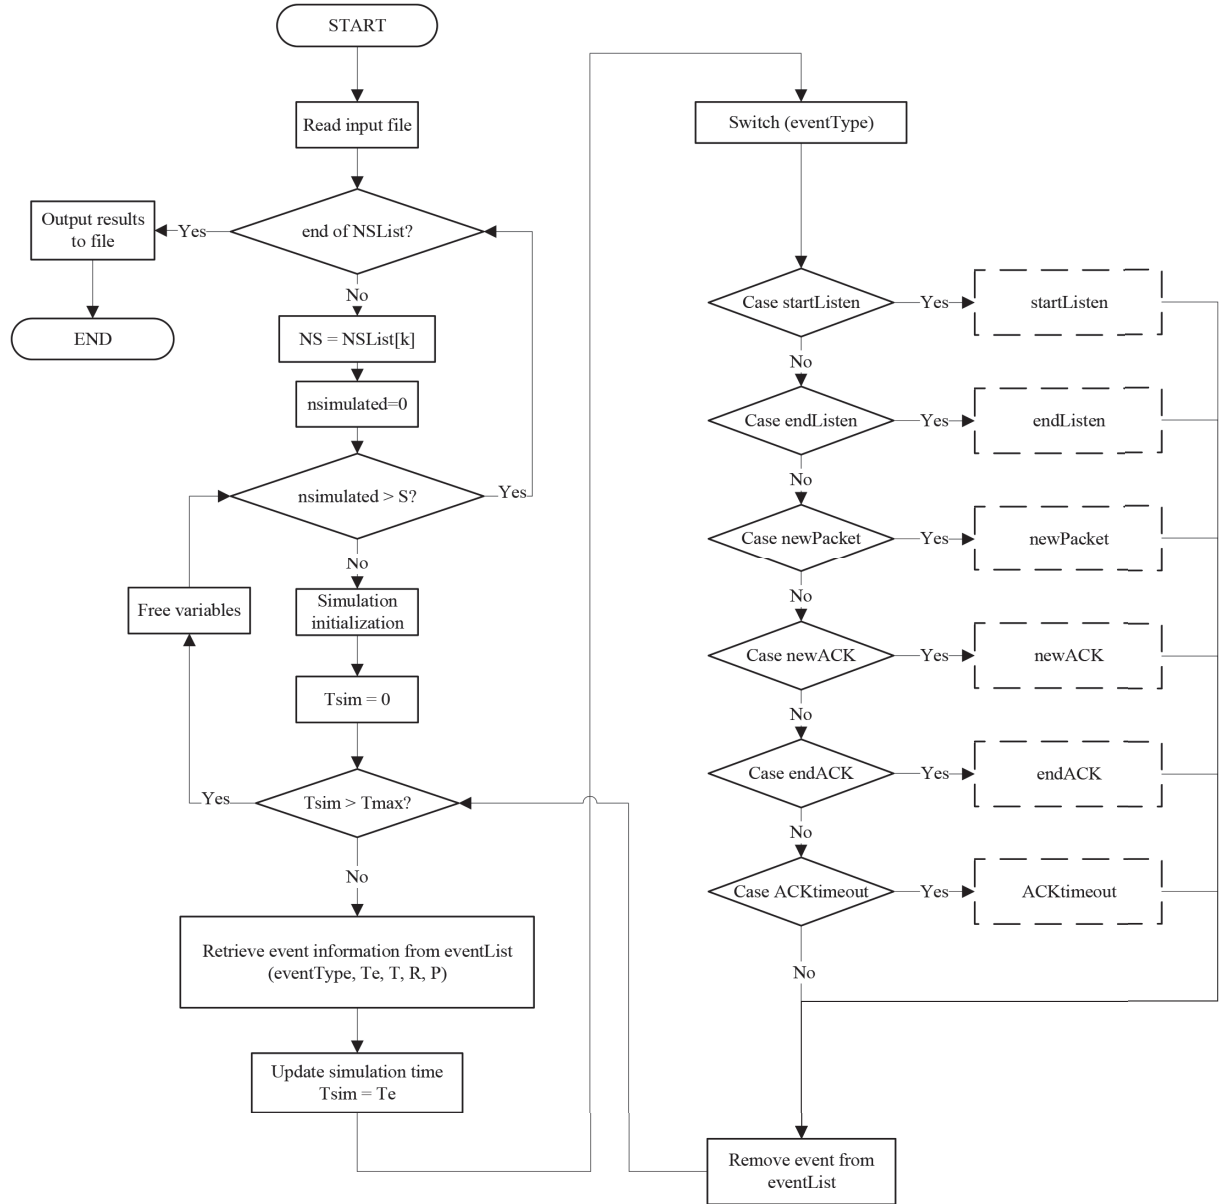 START
Read input file
end of NSList?
Yes
Output results
to file
END
No
NS = NSList[k]
nsimulated=0
nsimulated > S?
Yes
No
Simulation
initialization
Free variables
Tsim = 0
Tsim > Tmax?
Yes
No
Retrieve event information from eventList
(eventType, Te, T, R, P)
Update simulation time
Tsim = Te
Switch (eventType)
Case startListen
Yes
startListen
No
Case endListen
Yes
endListen
No
Case newPacket
Yes
newPacket
No
Case newACK
Yes
newACK
No
Case endACK
Yes
endACK
No
Case ACKtimeout
Yes
ACKtimeout
No
Remove event from
eventList